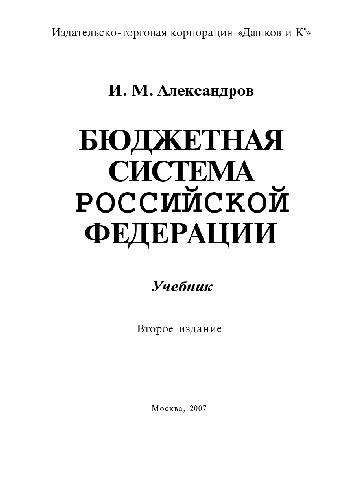 Издательско-торговая корпорация «Дашков и К°»
И. М. Александров
БЮДЖЕТНАЯ
СИСТЕМА
РОССИЙСКОЙ
ФЕДЕРАЦИИ
Учебник
Второе издание
Москва, 2007